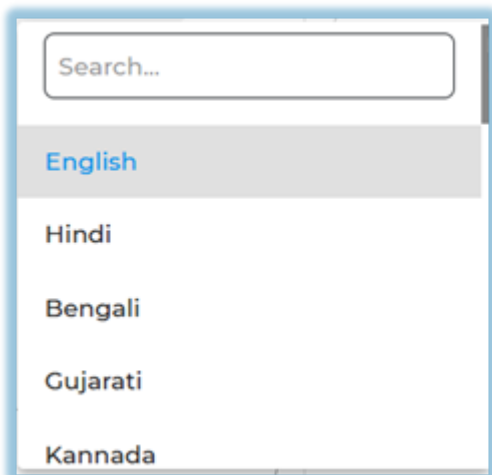 Search...
English
Hindi
Bengali
Gujarati
Kannada